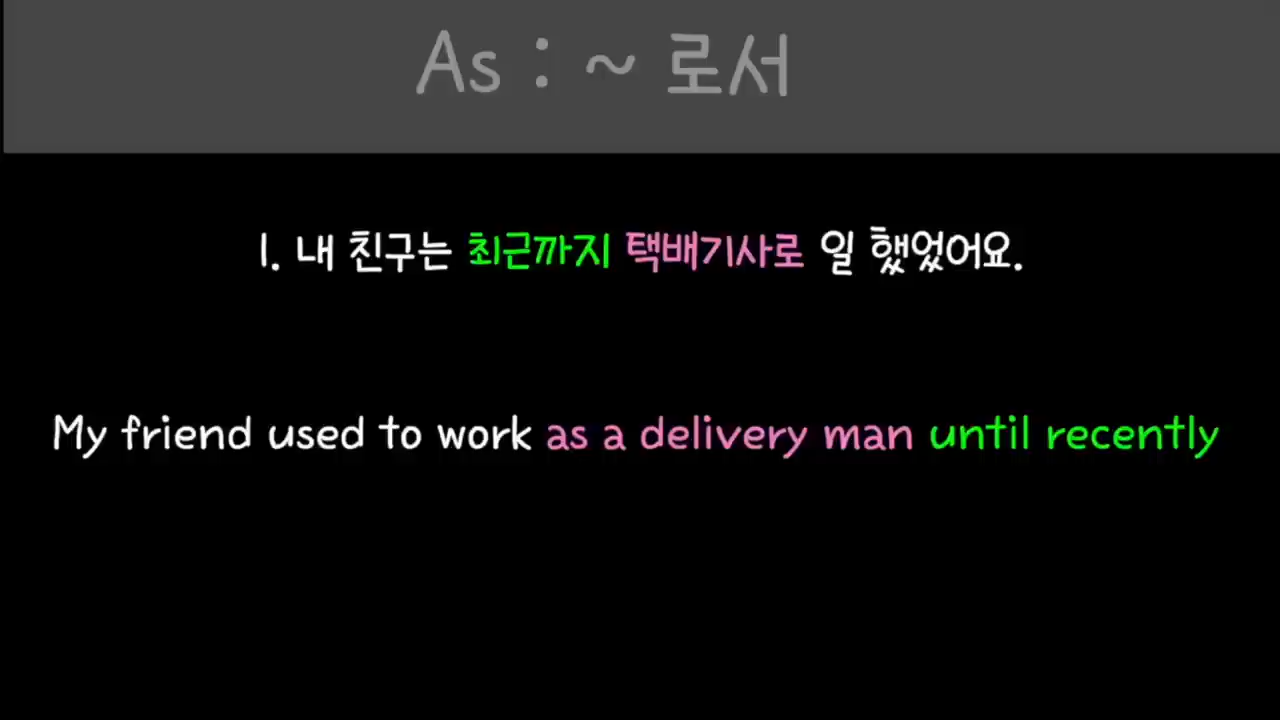 As : ~ 로서
1. 내 친구는 최근까지 택배기사로 일 했었어요.
My friend used to work as a delivery man until recently